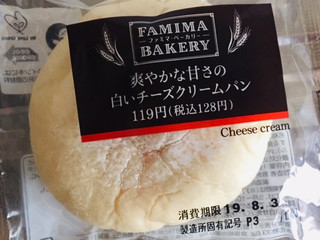 FAMIMA
BAKERY
ファミマ・ベーカリー
爽やかな甘さの
白いチーズクリームパン
119円(税込128円)
Cheese cream
消費期限 19. 8. 3
製造所固有記号 P3